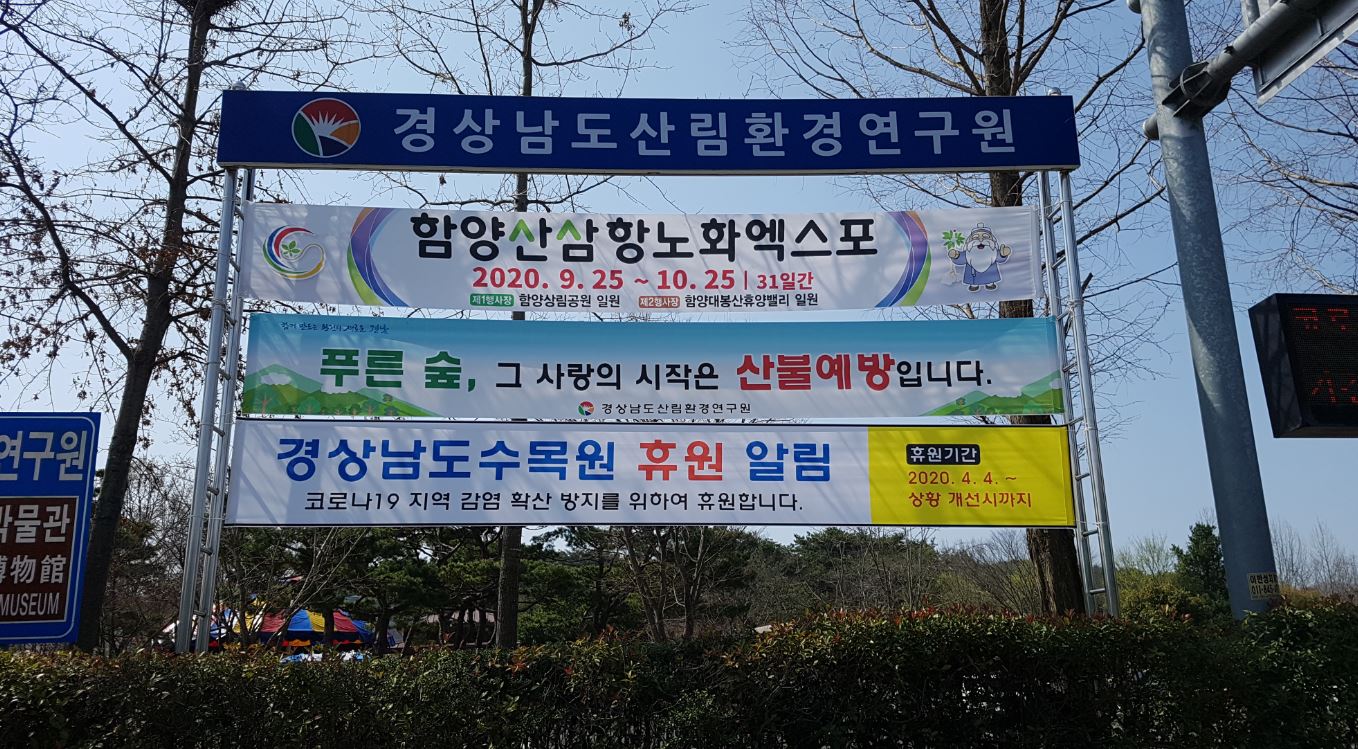 경상남도산림환경연구원
함양산삼항노화엑스포
2020. 9. 25 ~ 10. 25 | 31일간
제1행사장 함양상림공원 일원 제2행사장 함양대봉산휴양밸리 일원
푸른 숲, 그 사랑의 시작은 산불예방입니다.
경상남도산림환경연구원
경상남도수목원 휴원 알림
코로나19 지역 감염 확산 방지를 위하여 휴원합니다.
휴원기간
2020. 4. 4. ~
상황 개선시까지
연구원
박물관
博物館
MUSEUM